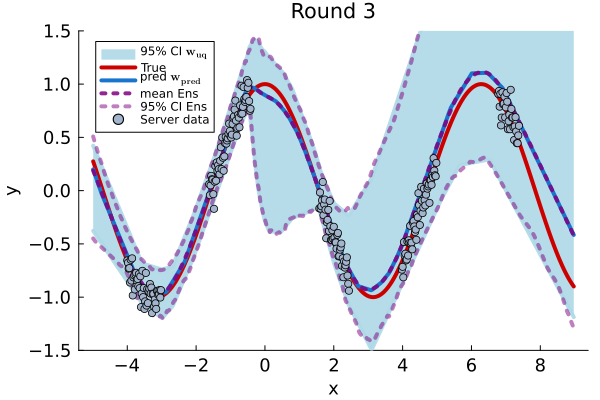 Round 3
95% CI w_uq
True
pred w_pred
mean Ens
95% CI Ens
Server data
1.5
1.0
0.5
0.0
−0.5
−1.0
−1.5
y
−4 −2 0 2 4 6 8
x